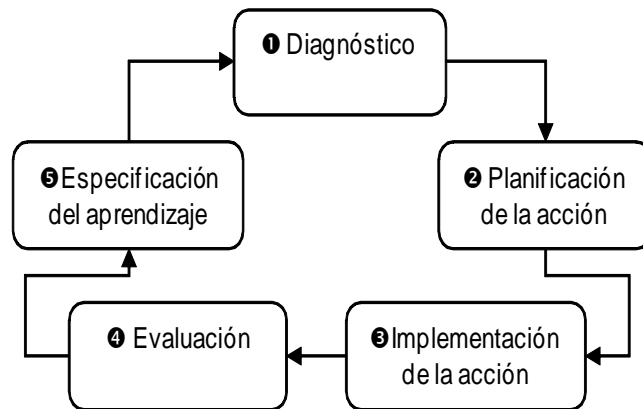 ❶ Diagnóstico
❷ Planificación
de la acción
❸Implementación
de la acción
❹ Evaluación
❺Especificación
del aprendizaje